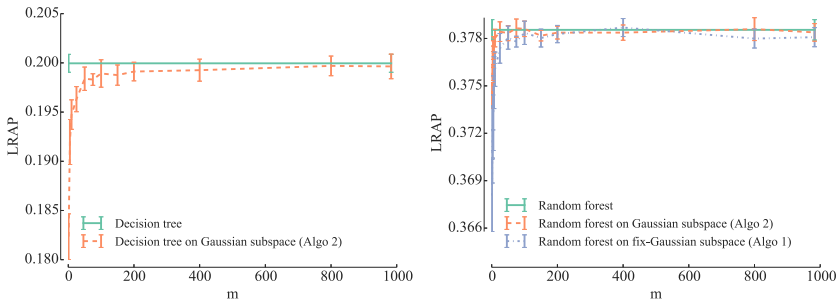 0.205
0.200
0.195
0.190
0.185
0.180
LRAP
0
200
400
600
800
1000
m
Decision tree
Decision tree on Gaussian subspace (Algo 2)
0.378
0.375
0.372
0.369
0.366
LRAP
0
200
400
600
800
1000
m
Random forest
Random forest on Gaussian subspace (Algo 2)
Random forest on fix-Gaussian subspace (Algo 1)